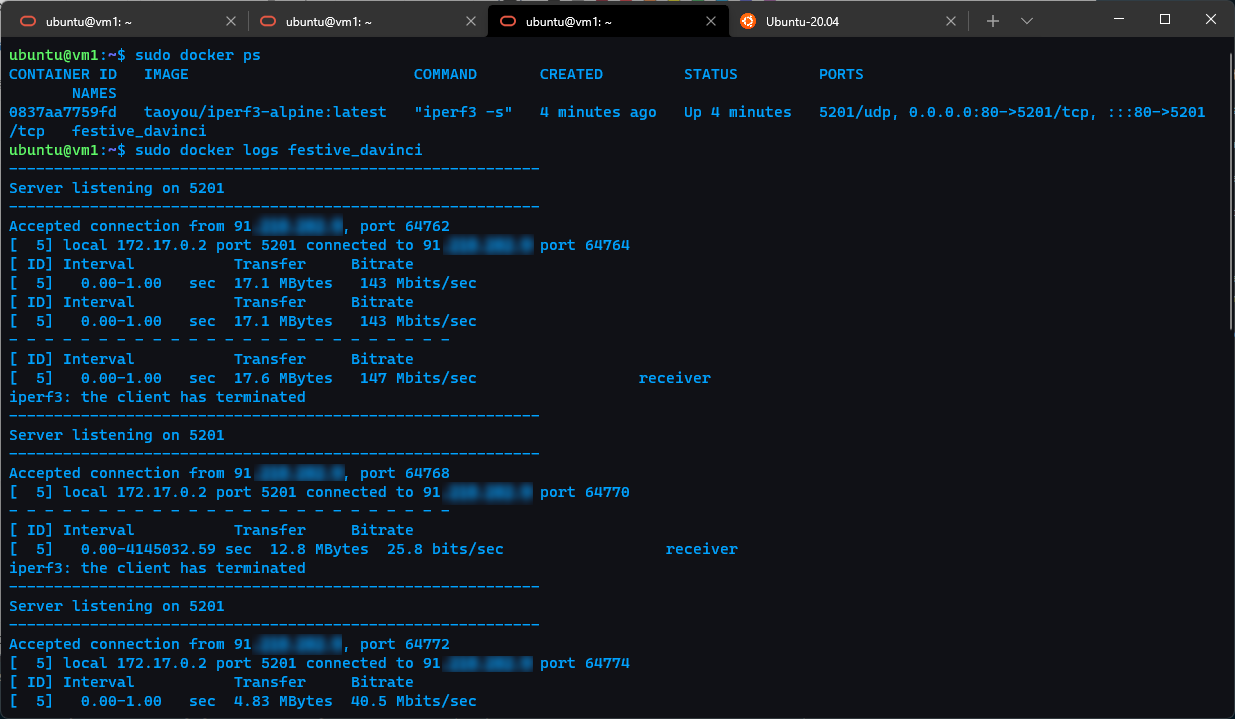 ubuntu@vm1: ~
ubuntu@vm1: ~
ubuntu@vm1: ~
Ubuntu-20.04
ubuntu@vm1:~$ sudo docker ps
CONTAINER ID   IMAGE                         COMMAND       CREATED         STATUS         PORTS
       NAMES
0837aa7759fd   taoyou/iperf3-alpine:latest   "iperf3 -s"   4 minutes ago   Up 4 minutes   5201/udp, 0.0.0.0:80->5201/tcp, :::80->5201
/tcp   festive_davinci
ubuntu@vm1:~$ sudo docker logs festive_davinci
-----------------------------------------------------------
Server listening on 5201
-----------------------------------------------------------
Accepted connection from 91, port 64762
[  5] local 172.17.0.2 port 5201 connected to 91 port 64764
[ ID] Interval           Transfer     Bitrate
[  5]   0.00-1.00   sec  17.1 MBytes   143 Mbits/sec
[ ID] Interval           Transfer     Bitrate
[  5]   0.00-1.00   sec  17.1 MBytes   143 Mbits/sec
- - - - - - - - - - - - - - - - - - - - - - - - -
[ ID] Interval           Transfer     Bitrate
[  5]   0.00-1.00   sec  17.6 MBytes   147 Mbits/sec                  receiver
iperf3: the client has terminated
-----------------------------------------------------------
Server listening on 5201
-----------------------------------------------------------
Accepted connection from 91, port 64768
[  5] local 172.17.0.2 port 5201 connected to 91 port 64770
- - - - - - - - - - - - - - - - - - - - - - - - -
[ ID] Interval           Transfer     Bitrate
[  5]   0.00-4145032.59 sec  12.8 MBytes  25.8 bits/sec                  receiver
iperf3: the client has terminated
-----------------------------------------------------------
Server listening on 5201
-----------------------------------------------------------
Accepted connection from 91, port 64772
[  5] local 172.17.0.2 port 5201 connected to 91 port 64774
[ ID] Interval           Transfer     Bitrate
[  5]   0.00-1.00   sec  4.83 MBytes  40.5 Mbits/sec